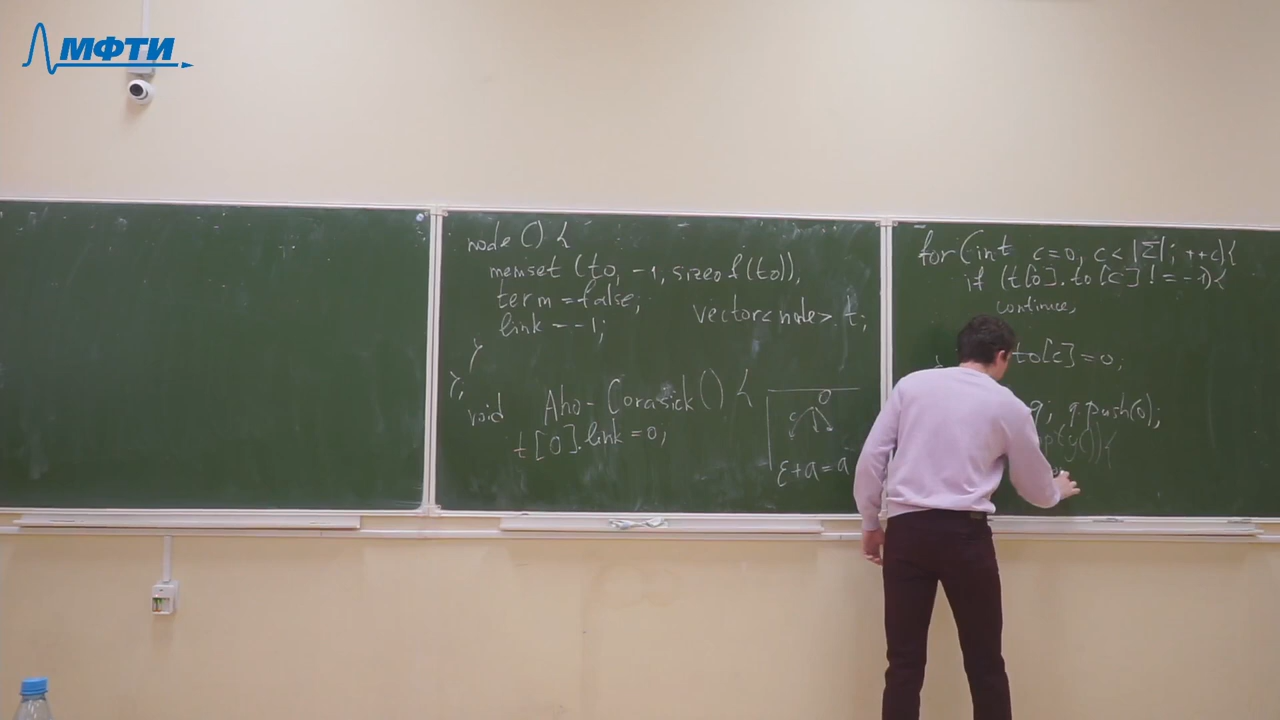 МФТИ
node () {
memset (to, -1, sizeof(to));
term = false;
link = -1;
vector<node> t;
}
};
void Aho-Corasick() {
t[0].link = 0;
0
c
ε+a=a
for (int c=0; c<|Σ|; ++c){
if (t[0].to[c] != -1){
continue;
to[c] = 0;
q; q.push(0);